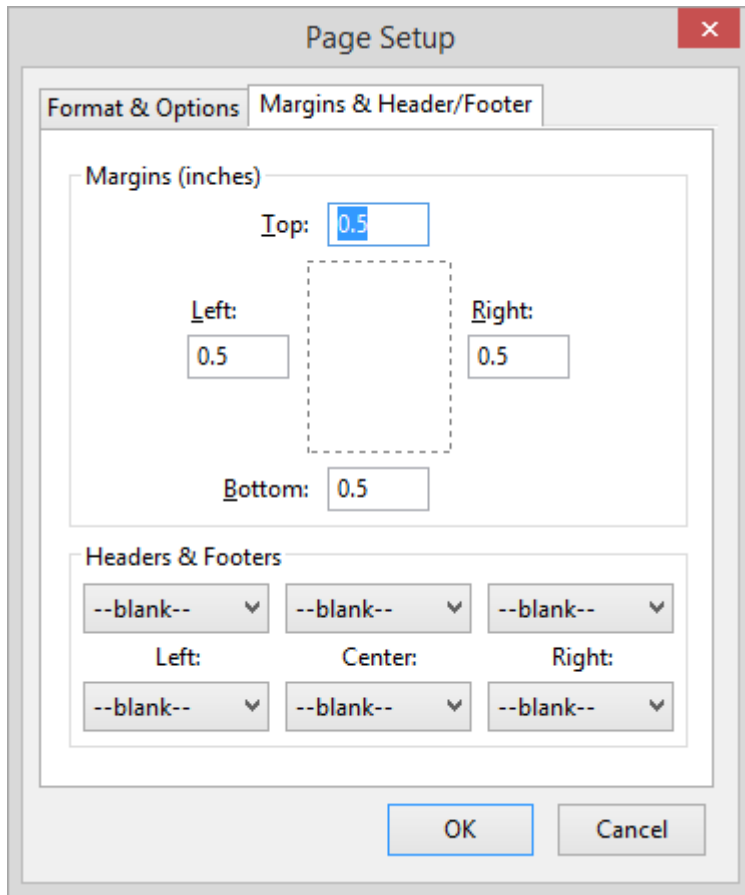 Page Setup
Format & Options
Margins & Header/Footer
Margins (inches)
Top: 0.5
Left:
Right:
0.5
0.5
Bottom: 0.5
Headers & Footers
--blank-- --blank-- --blank--
Left: Center: Right:
--blank-- --blank-- --blank--
OK Cancel